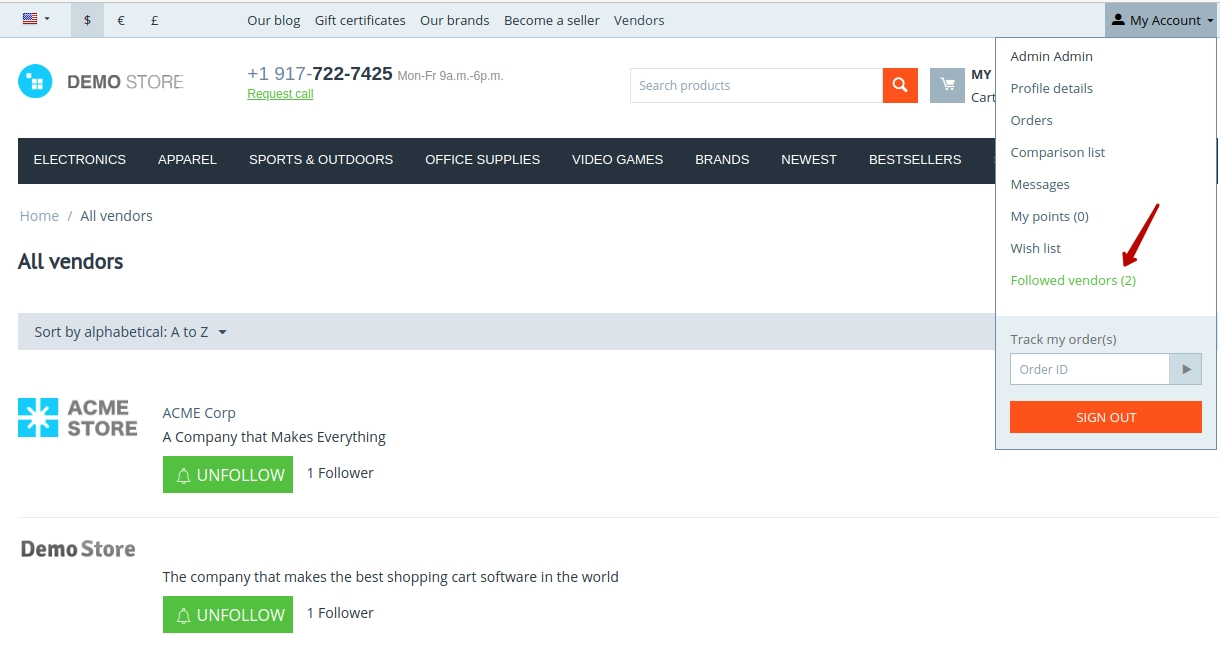 $ € £ Our blog Gift certificates Our brands Become a seller Vendors My Account
DEMO STORE
+1 917-722-7425 Mon-Fr 9a.m.-6p.m.
Request call
Search products
MY
Cart
Admin Admin
Profile details
Orders
Comparison list
Messages
My points (0)
Wish list
Followed vendors (2)
Track my order(s)
Order ID
SIGN OUT
ELECTRONICS APPAREL SPORTS & OUTDOORS OFFICE SUPPLIES VIDEO GAMES BRANDS NEWEST BESTSELLERS
Home / All vendors
All vendors
Sort by alphabetical: A to Z
ACME
STORE
ACME Corp
A Company that Makes Everything
UNFOLLOW 1 Follower
Demo Store
The company that makes the best shopping cart software in the world
UNFOLLOW 1 Follower